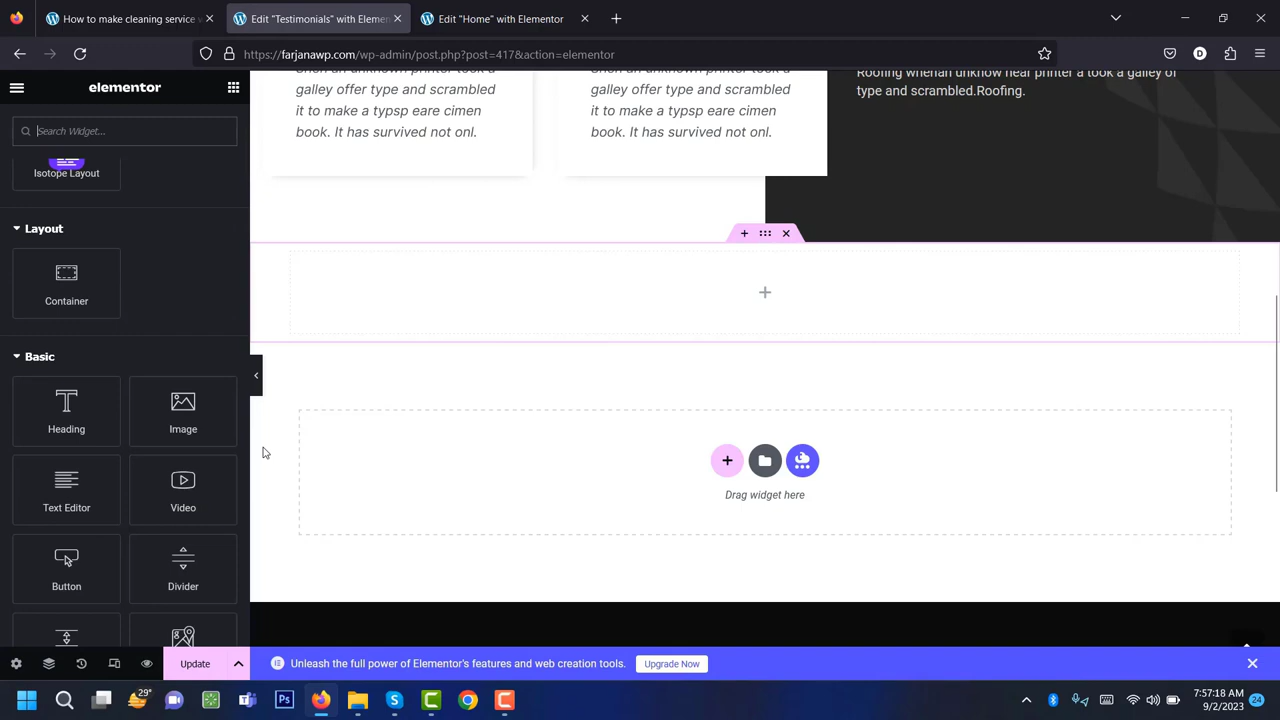 How to make cleaning service w
Edit "Testimonials" with Elemen
Edit "Home" with Elementor
https://farjanawp.com/wp-admin/post.php?post=417&action=elementor
elementor
Search Widget...
Isotope Layout
Layout
Container
Basic
Heading
Image
Text Editor
Video
Button
Divider
Update
galley offer type and scrambled
it to make a typsp eare cimen
book. It has survived not onl.
galley offer type and scrambled
it to make a typsp eare cimen
book. It has survived not onl.
Roofing whenan unknow near printer a took a galley of
type and scrambled.Roofing.
Drag widget here
Unleash the full power of Elementor's features and web creation tools.
Upgrade Now
29°
Ps
7:57:18 AM
9/2/2023
24